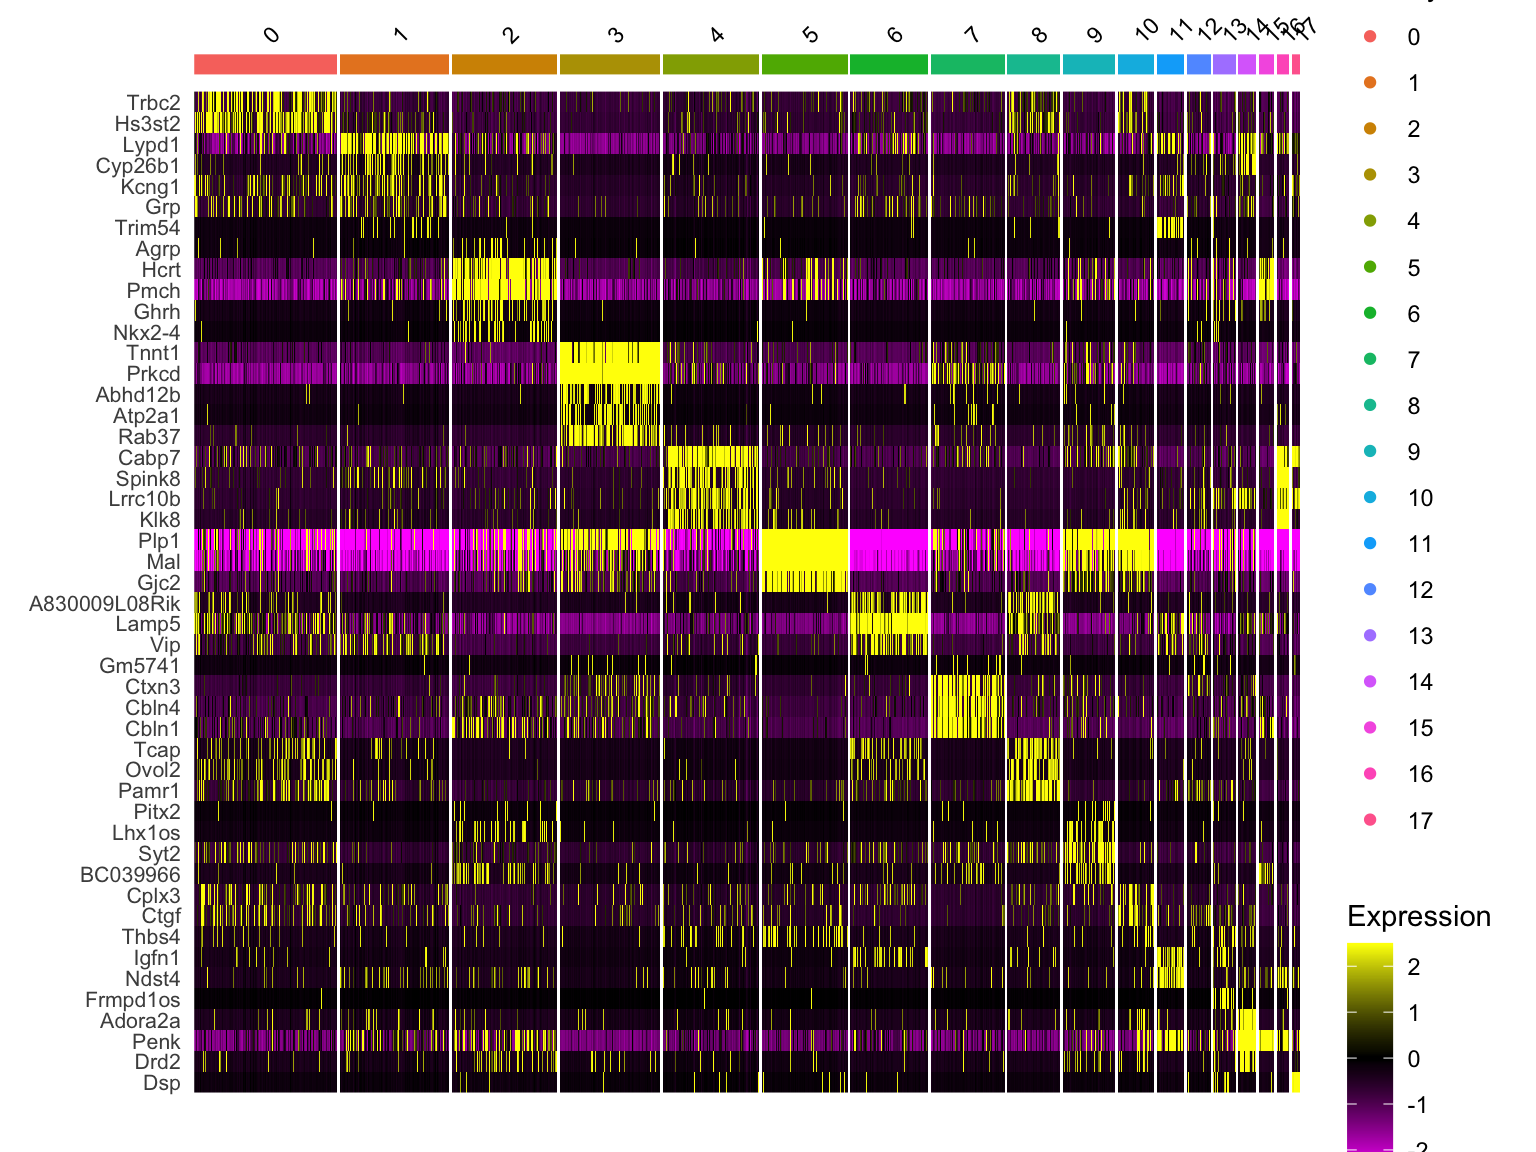 0 1 2 3 4 5 6 7 8 9 10 11 12 13 14 15 16 17
Trbc2
Hs3st2
Lypd1
Cyp26b1
Kcng1
Grp
Trim54
Agrp
Hcrt
Pmch
Ghrh
Nkx2-4
Tnnt1
Prkcd
Abhd12b
Atp2a1
Rab37
Cabp7
Spink8
Lrrc10b
Klk8
Plp1
Mal
Gjc2
A830009L08Rik
Lamp5
Vip
Gm5741
Ctxn3
Cbln4
Cbln1
Tcap
Ovol2
Pamr1
Pitx2
Lhx1os
Syt2
BC039966
Cplx3
Ctgf
Thbs4
Igfn1
Ndst4
Frmpd1os
Adora2a
Penk
Drd2
Dsp
0
1
2
3
4
5
6
7
8
9
10
11
12
13
14
15
16
17
Expression
2
1
0
-1
-2